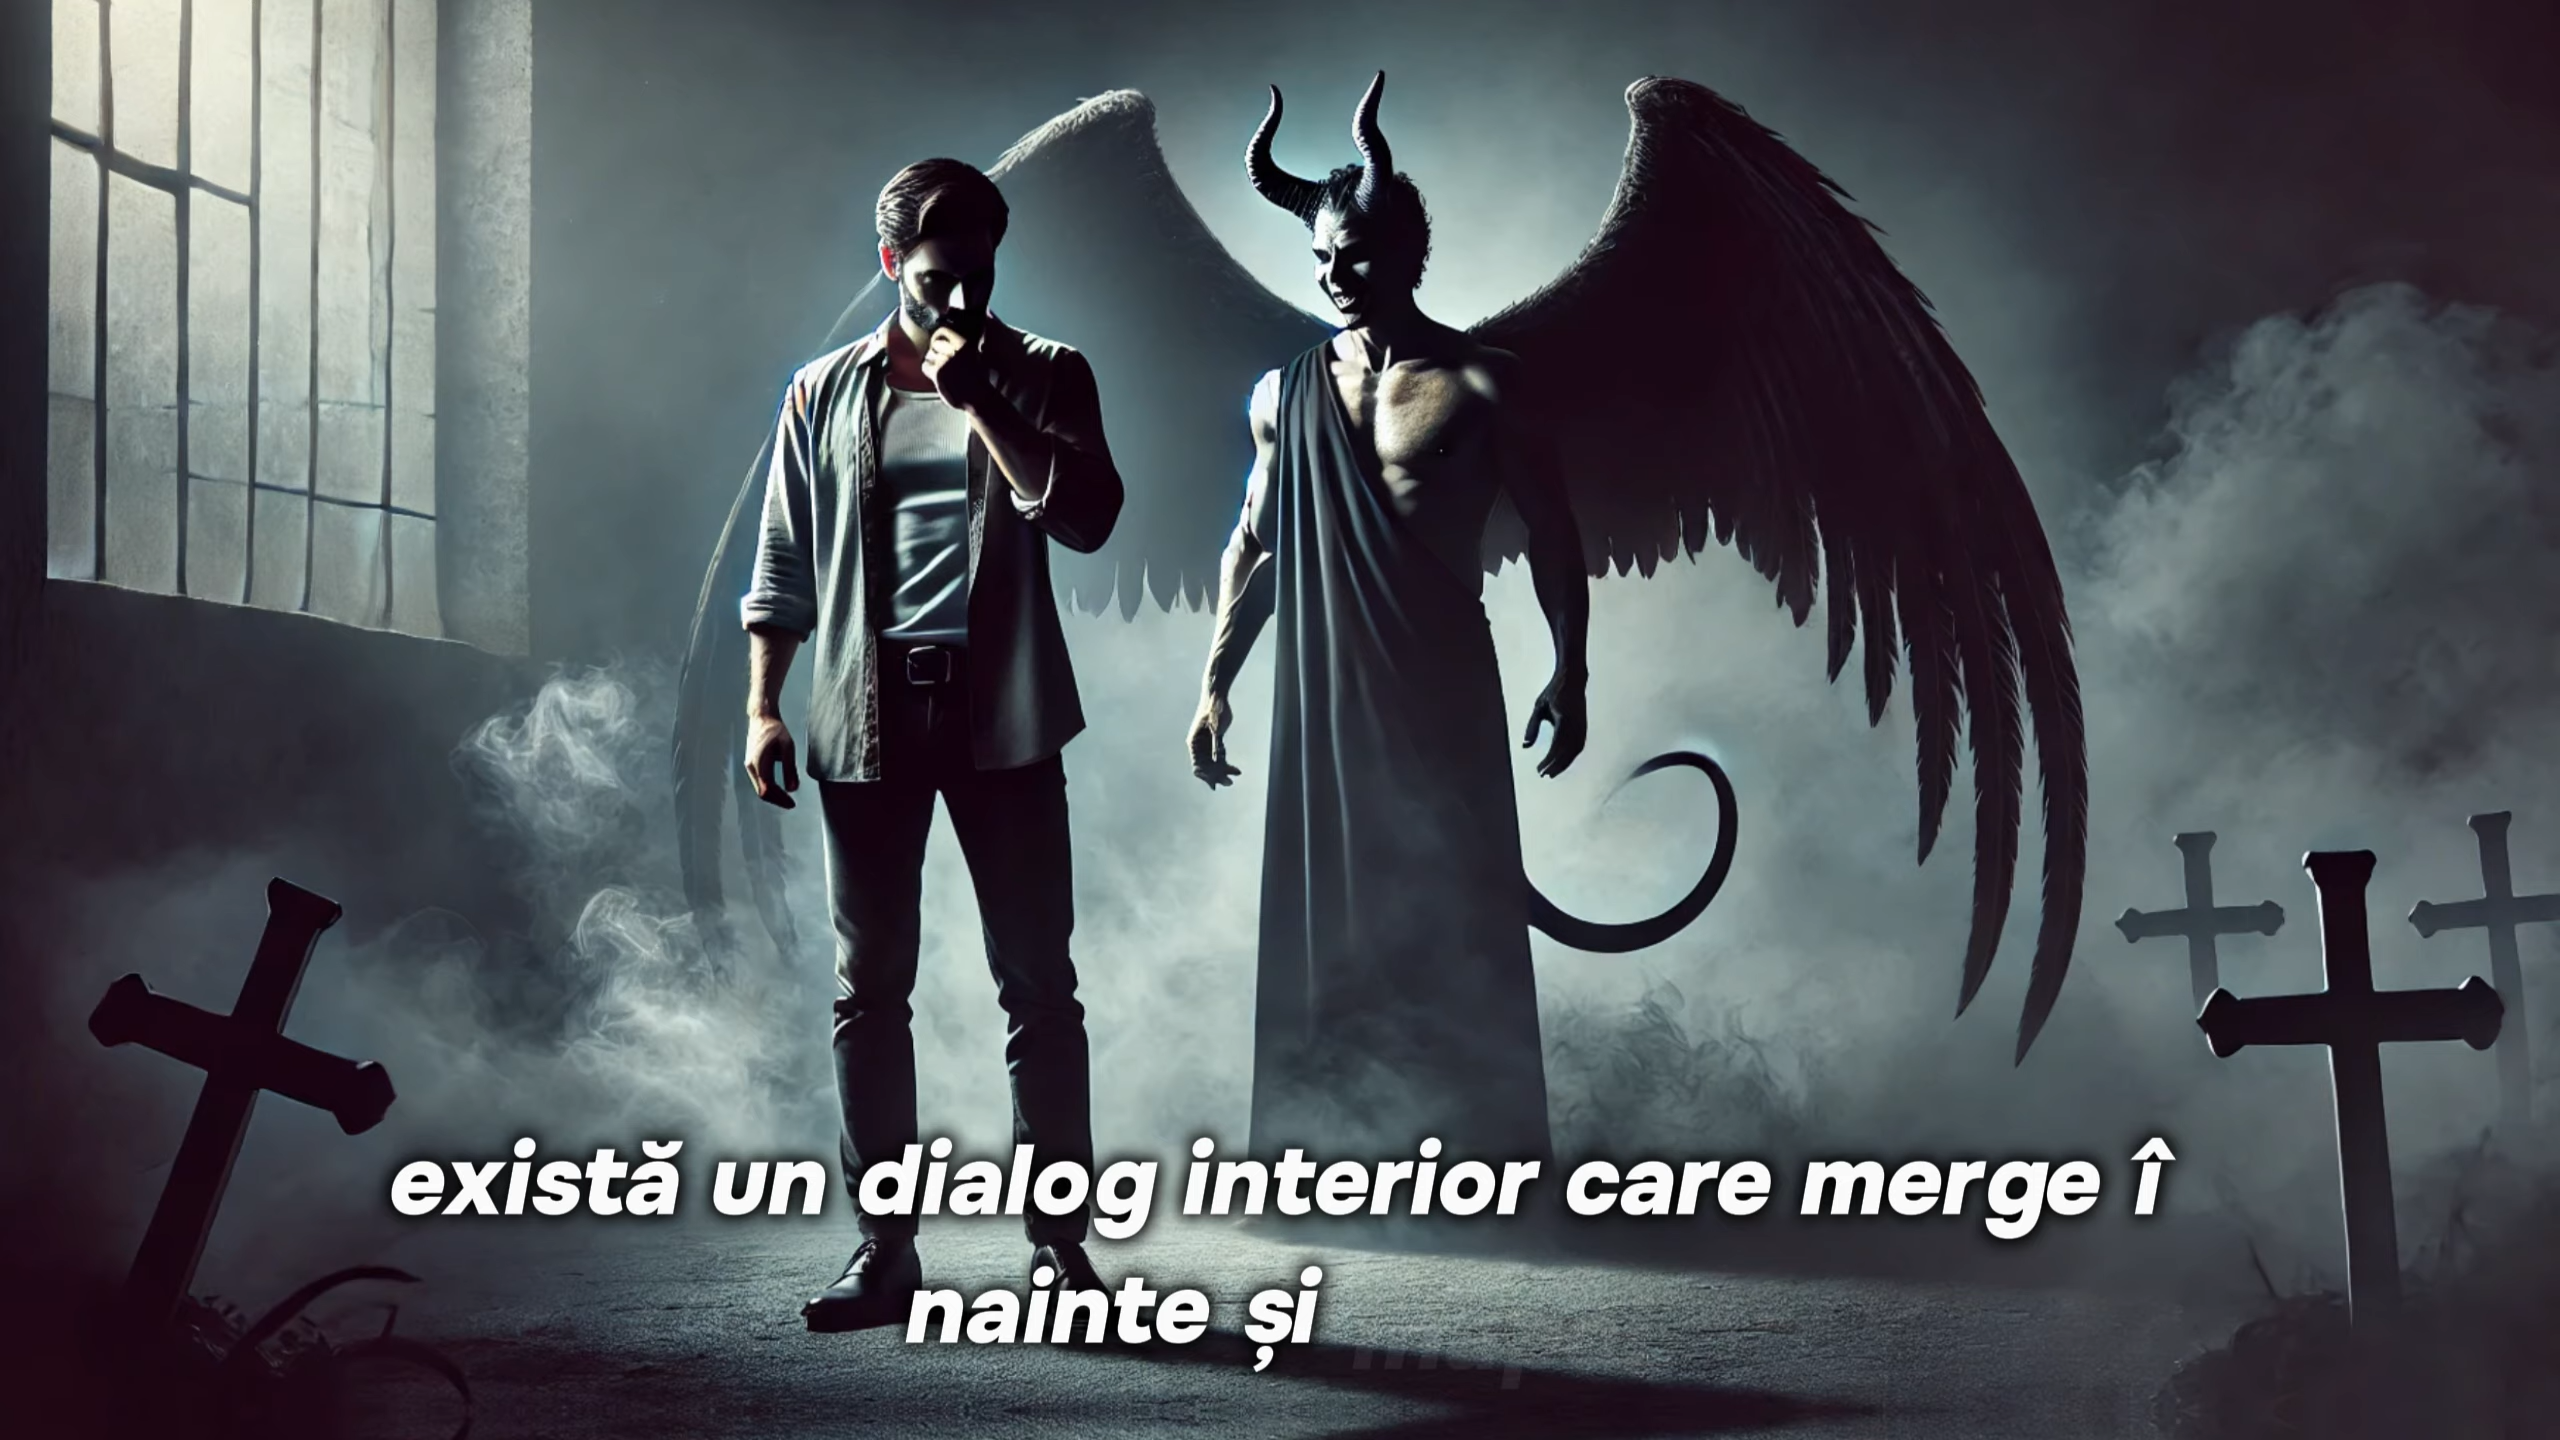 există un dialog interior care merge î
nainte și